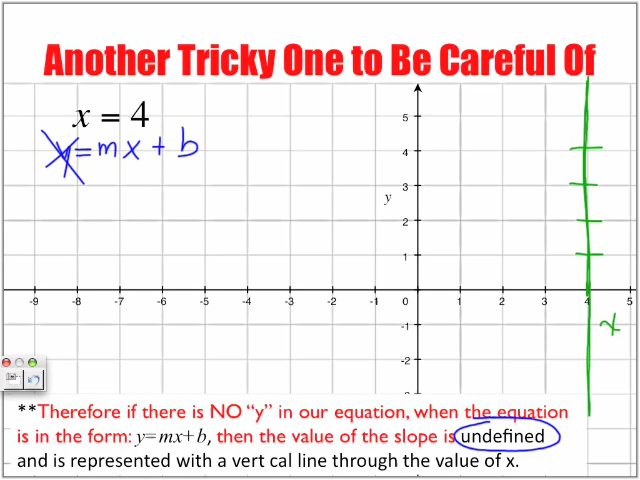 Another Tricky One to Be Careful Of
x = 4
y = mx + b
5
4
3
y
2
1
-9 -8 -7 -6 -5 -4 -3 -2 -1 0 1 2 3 4 5
-1
x
-2
**Therefore if there is NO “y” in our equation, when the equation
is in the form: y=mx+b, then the value of the slope is undefined
and is represented with a vert cal line through the value of x.